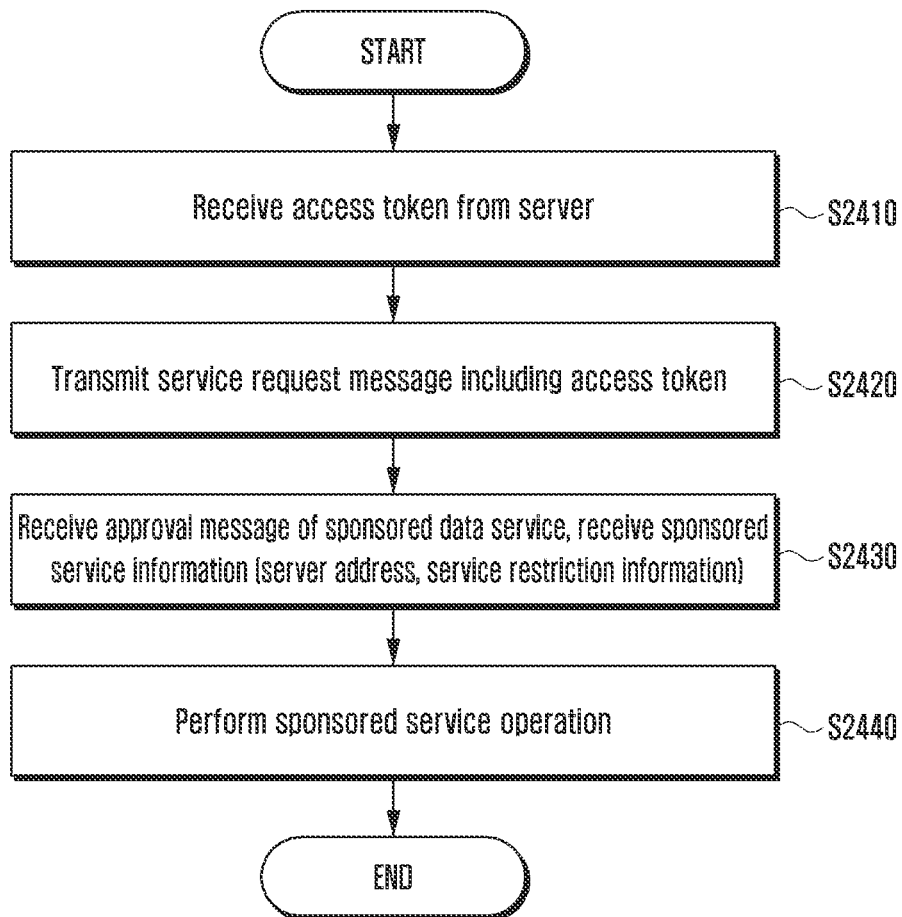 START
Receive access token from server
S2410
Transmit service request message including access token
S2420
Receive approval message of sponsored data service, receive sponsored
service information (server address, service restriction information)
S2430
Perform sponsored service operation
S2440
END